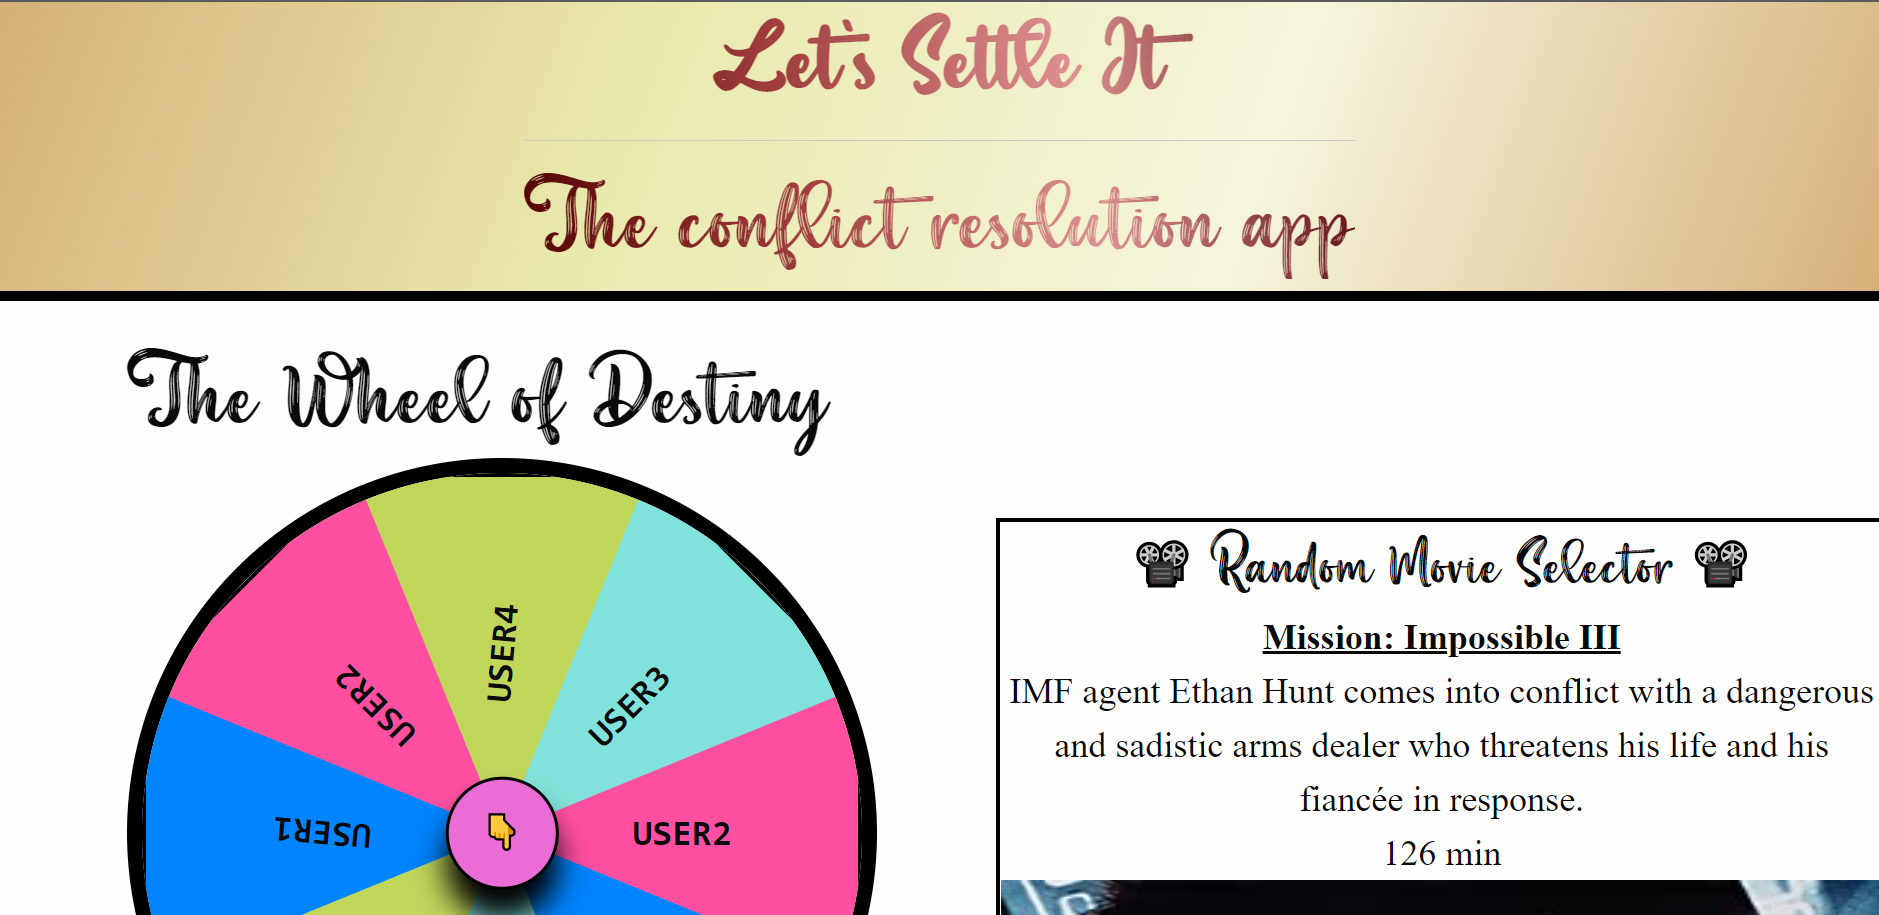 Let's Settle It
The conflict resolution app
The Wheel of Destiny
USER4
USER2
USER3
USER1
USER2
Random Movie Selector
Mission: Impossible III
IMF agent Ethan Hunt comes into conflict with a dangerous
and sadistic arms dealer who threatens his life and his
fiancée in response.
126 min